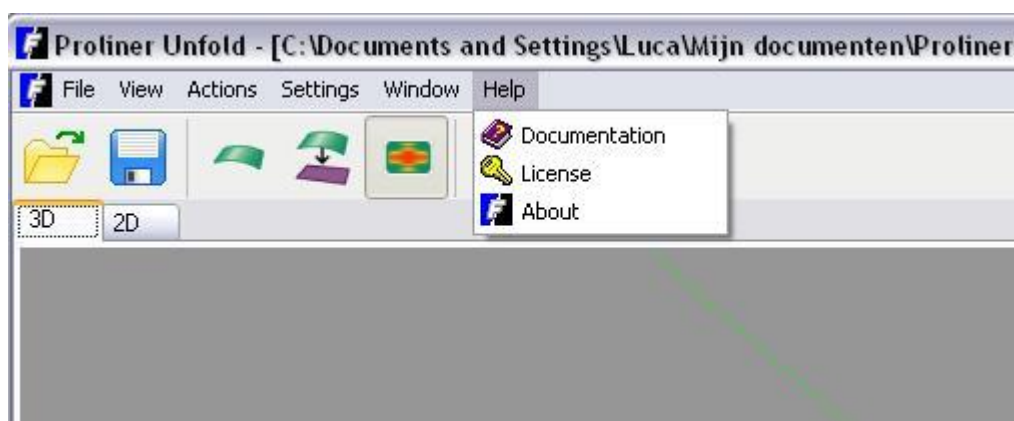 Proliner Unfold - [C:\Documents and Settings\Luca\Mijn documenten\Proliner
File View Actions Settings Window Help
Documentation
License
About
3D 2D